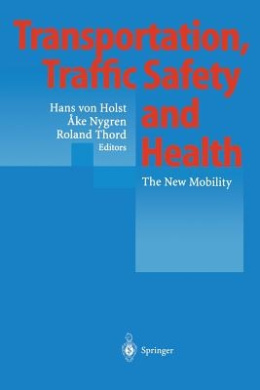 Transportation,
Traffic Safety
and
Health
Hans von Holst
Åke Nygren
Roland Thord
Editors
The New Mobility
Springer